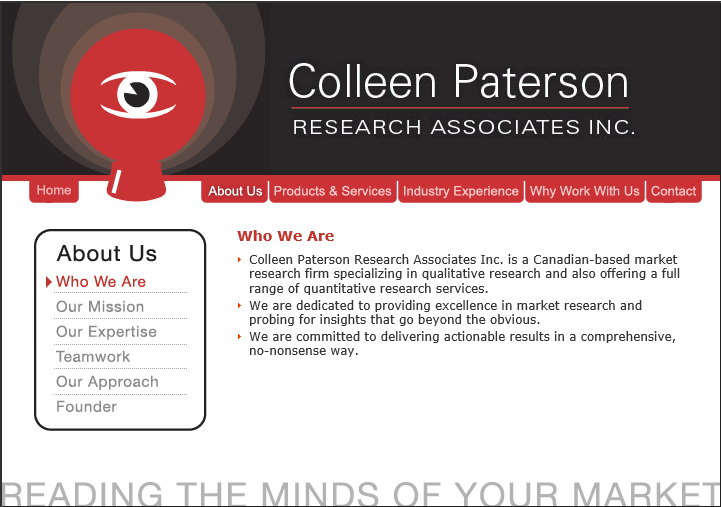 Colleen Paterson
RESEARCH ASSOCIATES INC.
Home
About Us
Products & Services
Industry Experience
Why Work With Us
Contact
About Us
Who We Are
Our Mission
Our Expertise
Teamwork
Our Approach
Founder
Who We Are
Colleen Paterson Research Associates Inc. is a Canadian-based market
research firm specializing in qualitative research and also offering a full
range of quantitative research services.
We are dedicated to providing excellence in market research and
probing for insights that go beyond the obvious.
We are committed to delivering actionable results in a comprehensive,
no-nonsense way.
READING THE MINDS OF YOUR MARKET